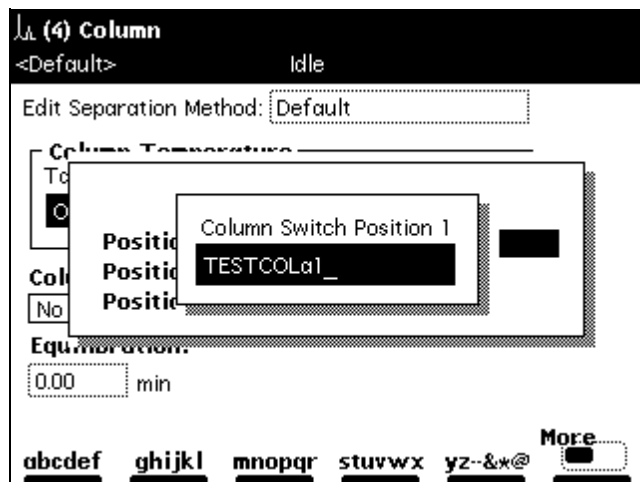 (4) Column
<Default> Idle
Edit Separation Method: Default
Column Switch Position 1
TESTCOLa1_
No
0.00 min
More
abcdef ghijkl mnopqr stuvwx yz--&*@